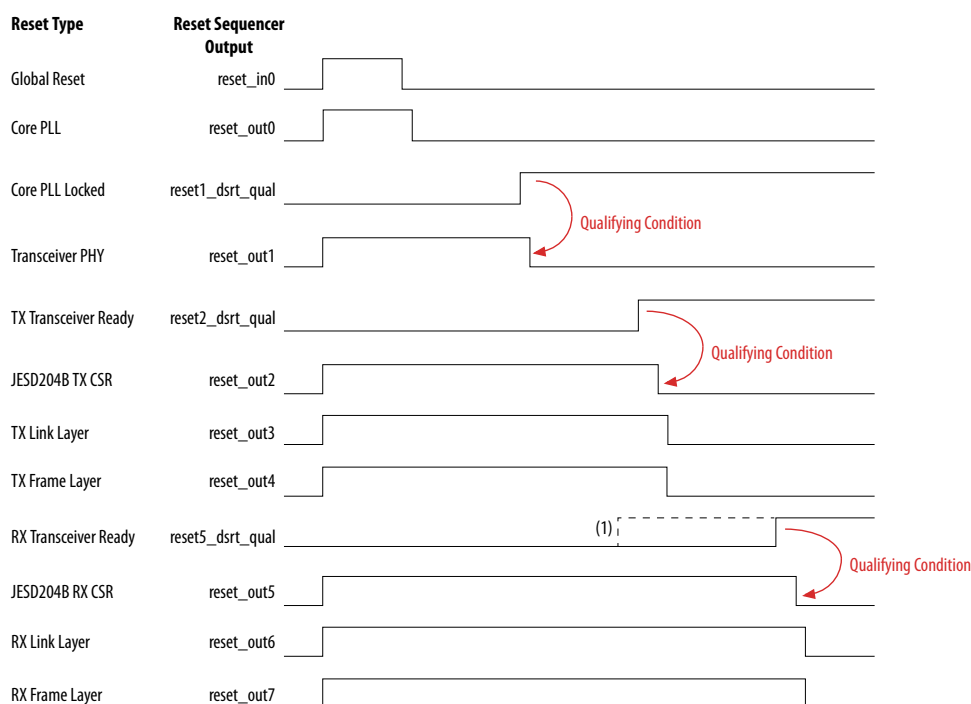 Reset Type Reset Sequencer
Output
Global Reset reset_in0
Core PLL reset_out0
Core PLL Locked reset1_dsrt_qual
Qualifying Condition
Transceiver PHY reset_out1
TX Transceiver Ready reset2_dsrt_qual
Qualifying Condition
JESD204B TX CSR reset_out2
TX Link Layer reset_out3
TX Frame Layer reset_out4
RX Transceiver Ready reset5_dsrt_qual (1)
Qualifying Condition
JESD204B RX CSR reset_out5
RX Link Layer reset_out6
RX Frame Layer reset_out7